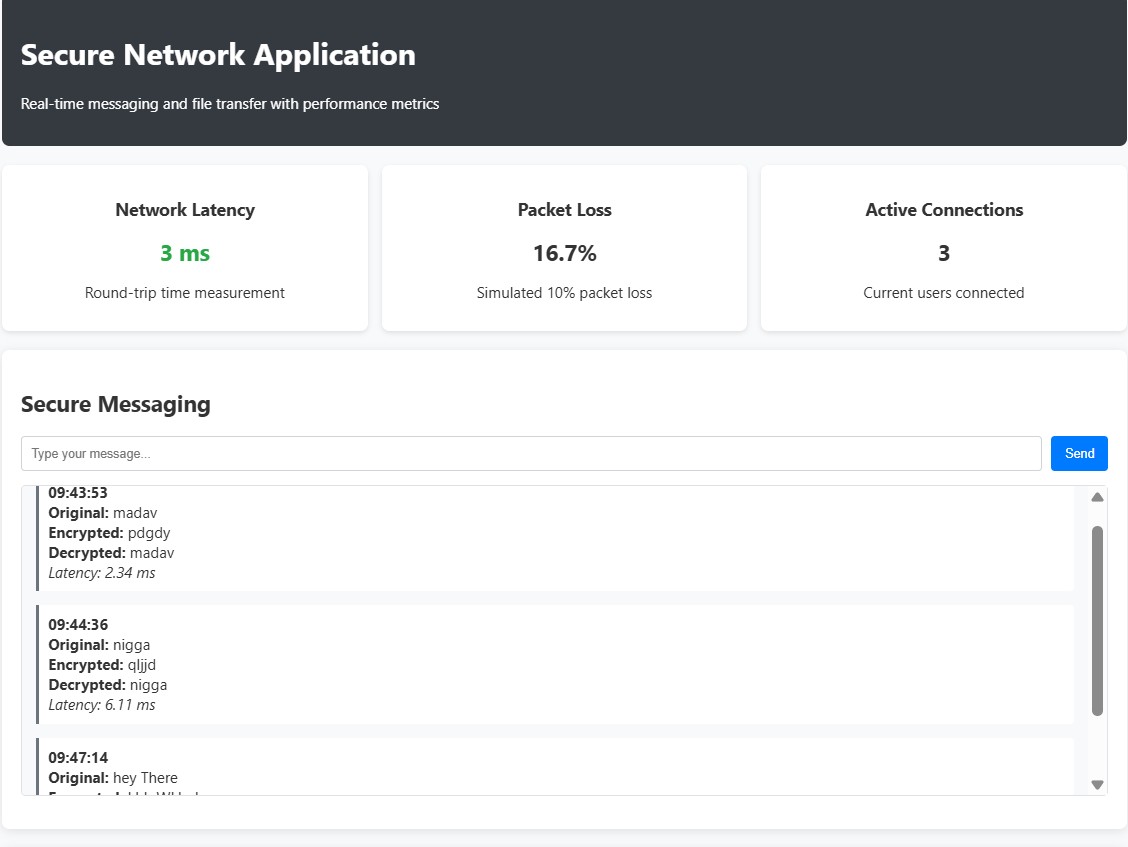 Secure Network Application
Real-time messaging and file transfer with performance metrics
Network Latency
3 ms
Round-trip time measurement
Packet Loss
16.7%
Simulated 10% packet loss
Active Connections
3
Current users connected
Secure Messaging
Type your message...
Send
09:43:53
Original: madav
Encrypted: pdgdy
Decrypted: madav
Latency: 2.34 ms
09:44:36
Original: nigga
Encrypted: qljjd
Decrypted: nigga
Latency: 6.11 ms
09:47:14
Original: hey There